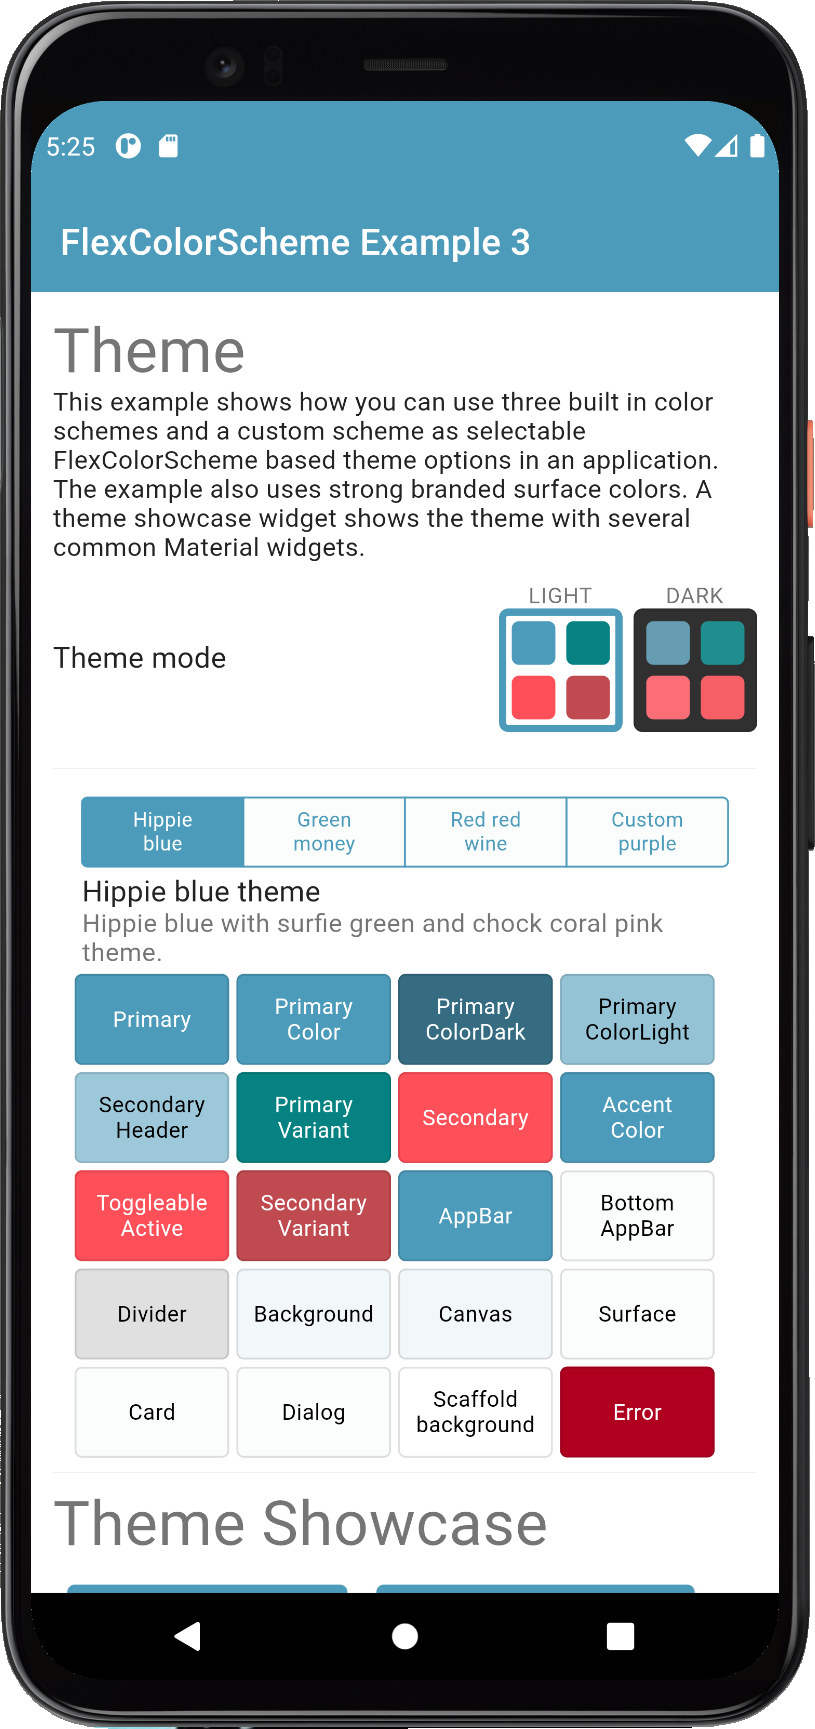 5:25
FlexColorScheme Example 3
Theme
This example shows how you can use three built in color
schemes and a custom scheme as selectable
FlexColorScheme based theme options in an application.
The example also uses strong branded surface colors. A
theme showcase widget shows the theme with several
common Material widgets.
LIGHT
DARK
Theme mode
Hippie
blue
Green
money
Red red
wine
Custom
purple
Hippie blue theme
Hippie blue with surfie green and chock coral pink
theme.
Primary
Primary
Color
Primary
ColorDark
Primary
ColorLight
Secondary
Header
Primary
Variant
Secondary
Accent
Color
Toggleable
Active
Secondary
Variant
AppBar
Bottom
AppBar
Divider
Background
Canvas
Surface
Card
Dialog
Scaffold
background
Error
Theme Showcase